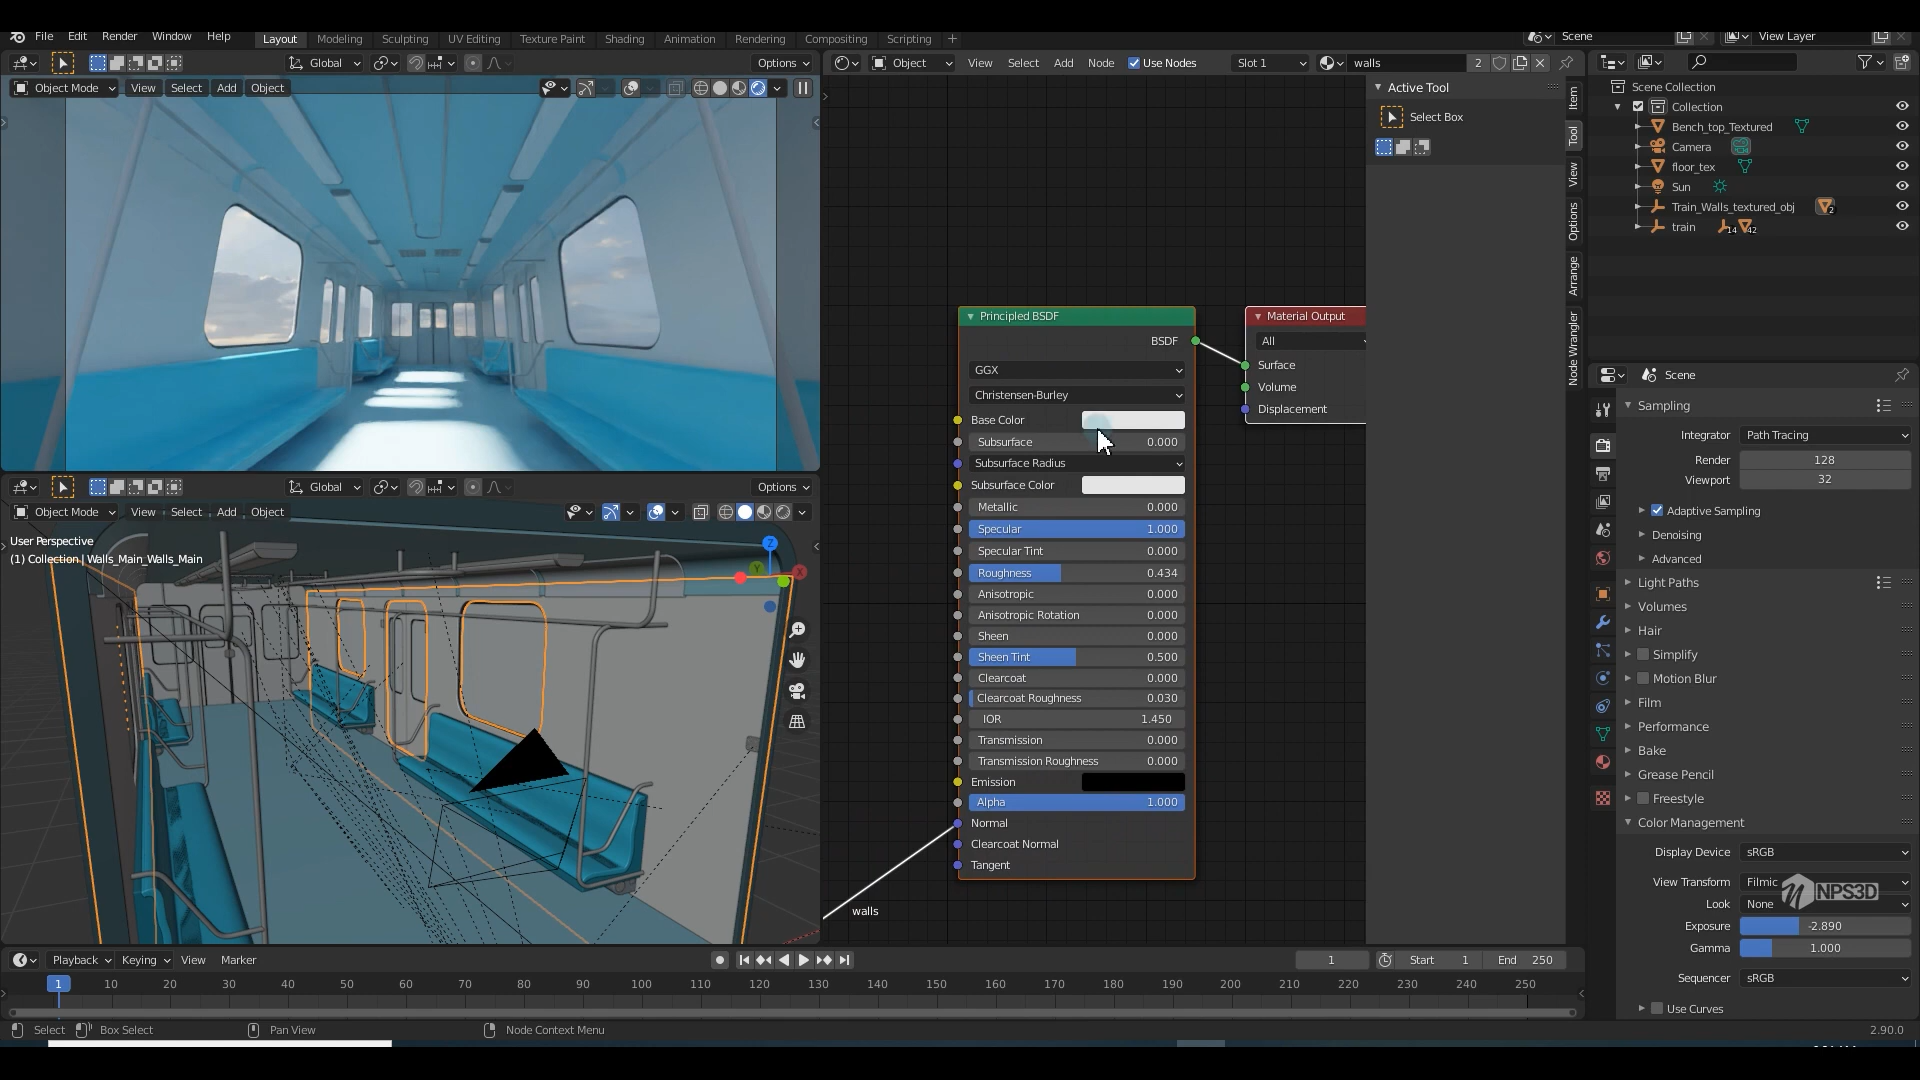 File Edit Render Window Help Layout Modeling Sculpting UV Editing Texture Paint Shading Animation Rendering Compositing Scripting + Scene View Layer
Global Options
Object Mode View Select Add Object
Object View Select Add Node Use Nodes Slot 1 walls 2
Active Tool
Select Box
Item
Tool
View
Options
Arrange
Node Wrangler
Principled BSDF
BSDF
GGX
Christensen-Burley
Base Color
Subsurface 0.000
Subsurface Radius
Subsurface Color
Metallic 0.000
Specular 1.000
Specular Tint 0.000
Roughness 0.434
Anisotropic 0.000
Anisotropic Rotation 0.000
Sheen 0.000
Sheen Tint 0.500
Clearcoat 0.000
Clearcoat Roughness 0.030
IOR 1.450
Transmission 0.000
Transmission Roughness 0.000
Emission
Alpha 1.000
Normal
Clearcoat Normal
Tangent
walls
Material Output
All
Surface
Volume
Displacement
Global Options
Object Mode View Select Add Object
User Perspective
(1) Collection | Walls_Main_Walls_Main
Z
Y
X
Scene Collection
Collection
Bench_top_Textured
Camera
floor_tex
Sun
Train_Walls_textured_obj 2
train 14 42
Scene
Sampling
Integrator Path Tracing
Render 128
Viewport 32
Adaptive Sampling
Denoising
Advanced
Light Paths
Volumes
Hair
Simplify
Motion Blur
Film
Performance
Bake
Grease Pencil
Freestyle
Color Management
Display Device sRGB
View Transform Filmic
NPS3D
Look None
Exposure -2.890
Gamma 1.000
Sequencer sRGB
Use Curves
Playback Keying View Marker 1 Start 1 End 250
1 10 20 30 40 50 60 70 80 90 100 110 120 130 140 150 160 170 180 190 200 210 220 230 240 250
Select Box Select Pan View Node Context Menu 2.90.0